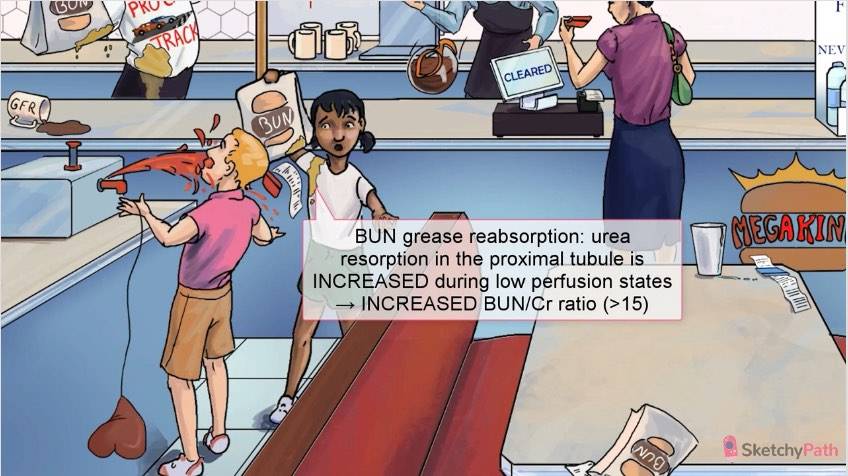 BUN
PRO
TRACK
GFR
BUN
CLEARED
F
NEV
MEGAKIN
BUN grease reabsorption: urea
resorption in the proximal tubule is
INCREASED during low perfusion states
→ INCREASED BUN/Cr ratio (>15)
BUN
SketchyPath